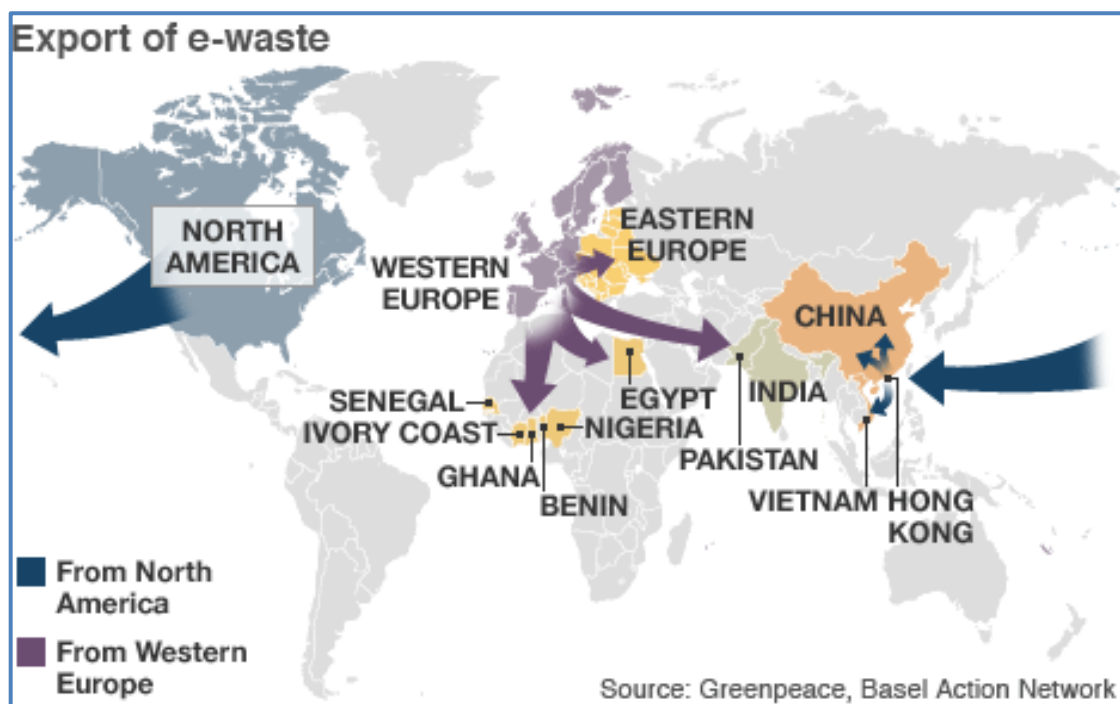 Export of e-waste
NORTH
AMERICA
WESTERN
EUROPE
EASTERN
EUROPE
CHINA
SENEGAL
IVORY COAST
GHANA
BENIN
NIGERIA
EGYPT
INDIA
PAKISTAN
VIETNAM
HONG
KONG
From North
America
From Western
Europe
Source: Greenpeace, Basel Action Network